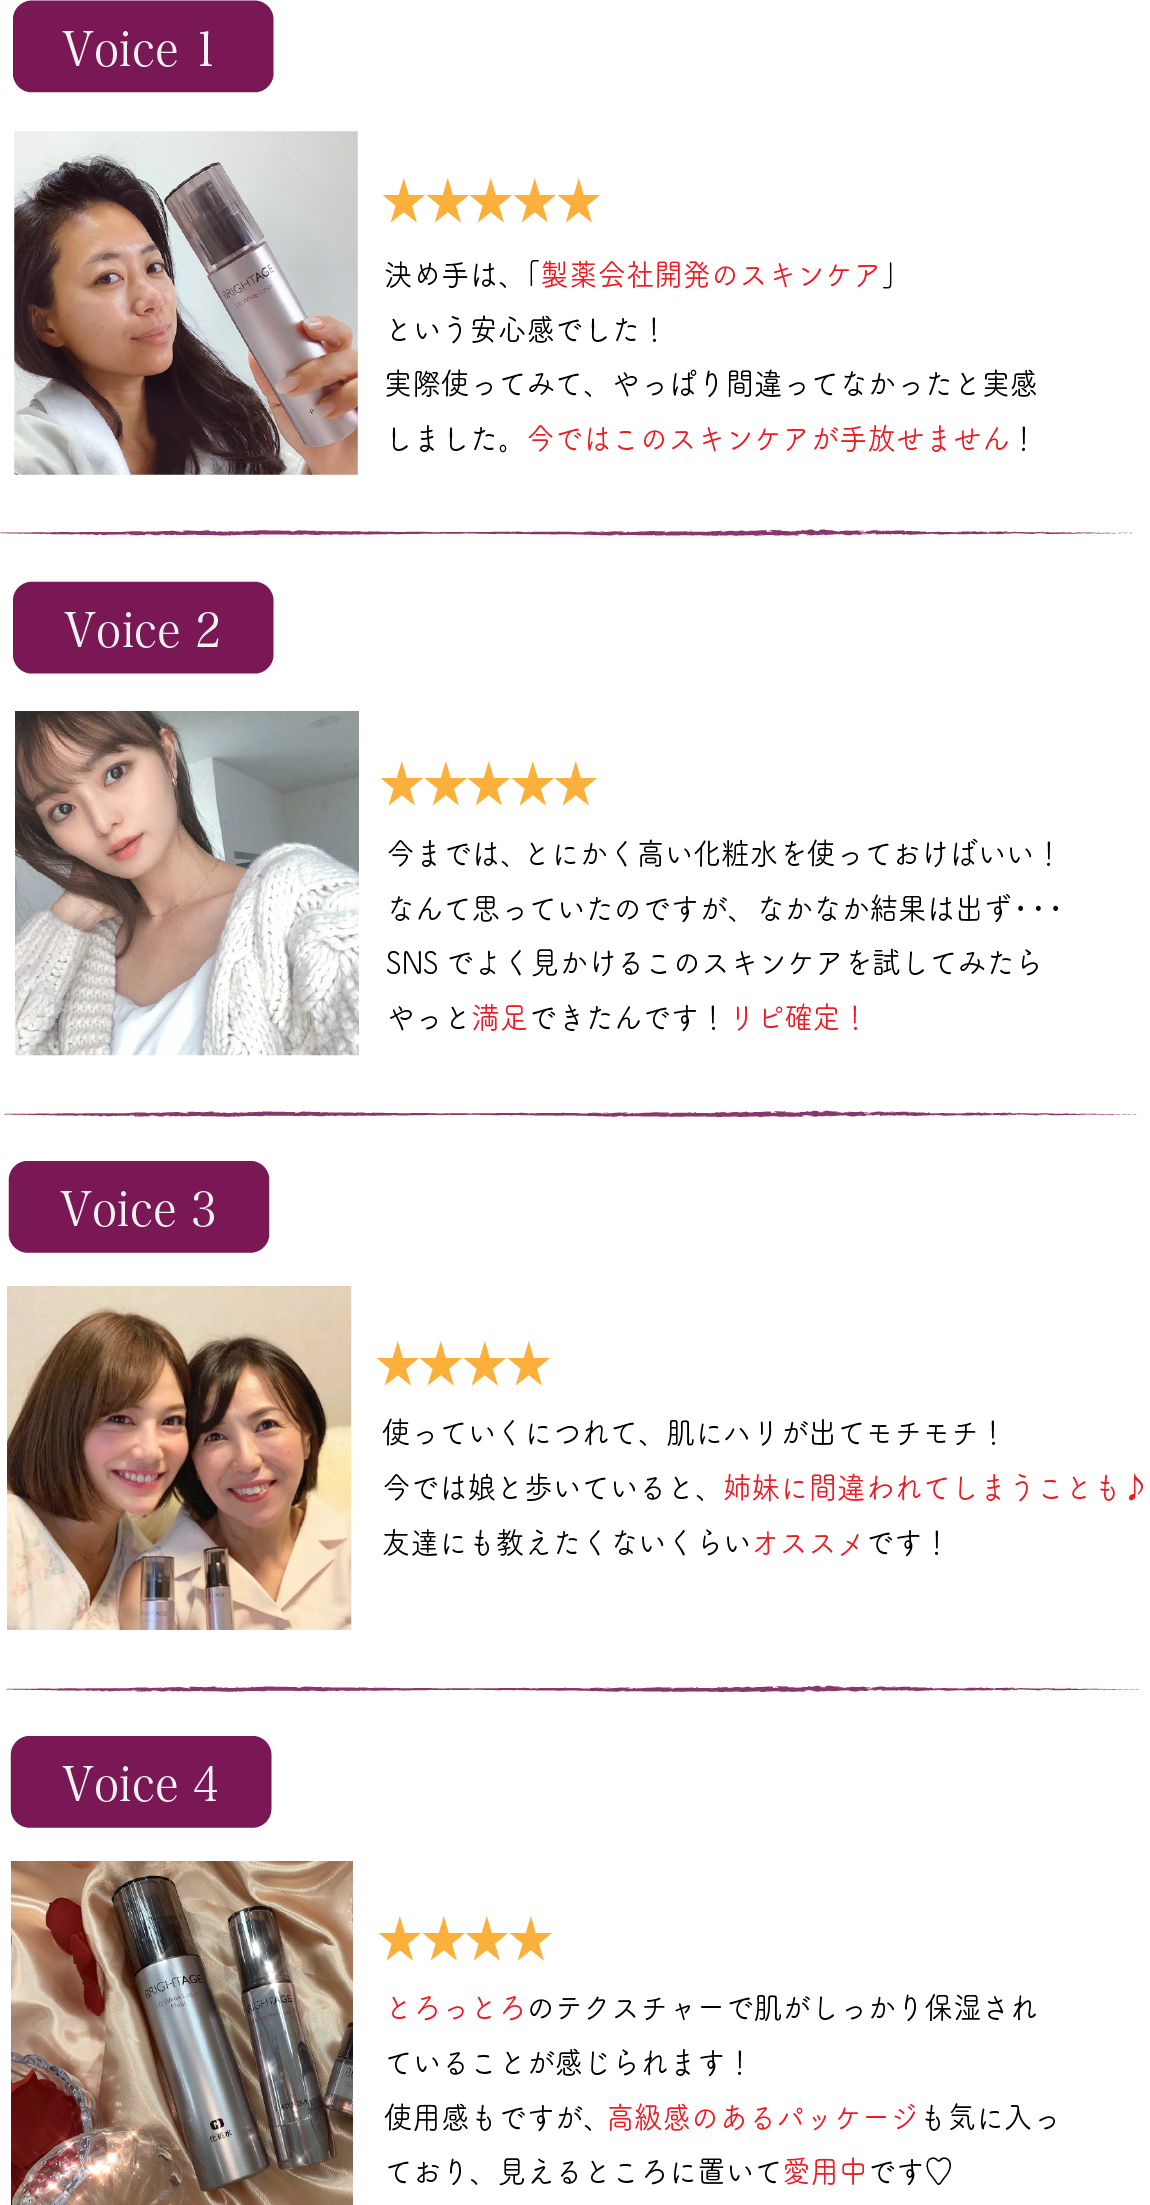 Voice 1
BRIGHTAGE
★★★★★
決め手は、「製薬会社開発のスキンケア」
という安心感でした！
実際使ってみて、やっぱり間違ってなかったと実感
しました。今ではこのスキンケアが手放せません！
Voice 2
★★★★★
今までは、とにかく高い化粧水を使っておけばいい！
なんて思っていたのですが、なかなか結果は出ず･･･
SNS でよく見かけるこのスキンケアを試してみたら
やっと満足できたんです！リピ確定！
Voice 3
★★★★
使っていくにつれて、肌にハリが出てモチモチ！
今では娘と歩いていると、姉妹に間違われてしまうことも♪
友達にも教えたくないくらいオススメです！
Voice 4
BRIGHTAGE
BRIGHTAGE
化粧水
★★★★
とろっとろのテクスチャーで肌がしっかり保湿され
ていることが感じられます！
使用感もですが、高級感のあるパッケージも気に入っ
ており、見えるところに置いて愛用中です♡